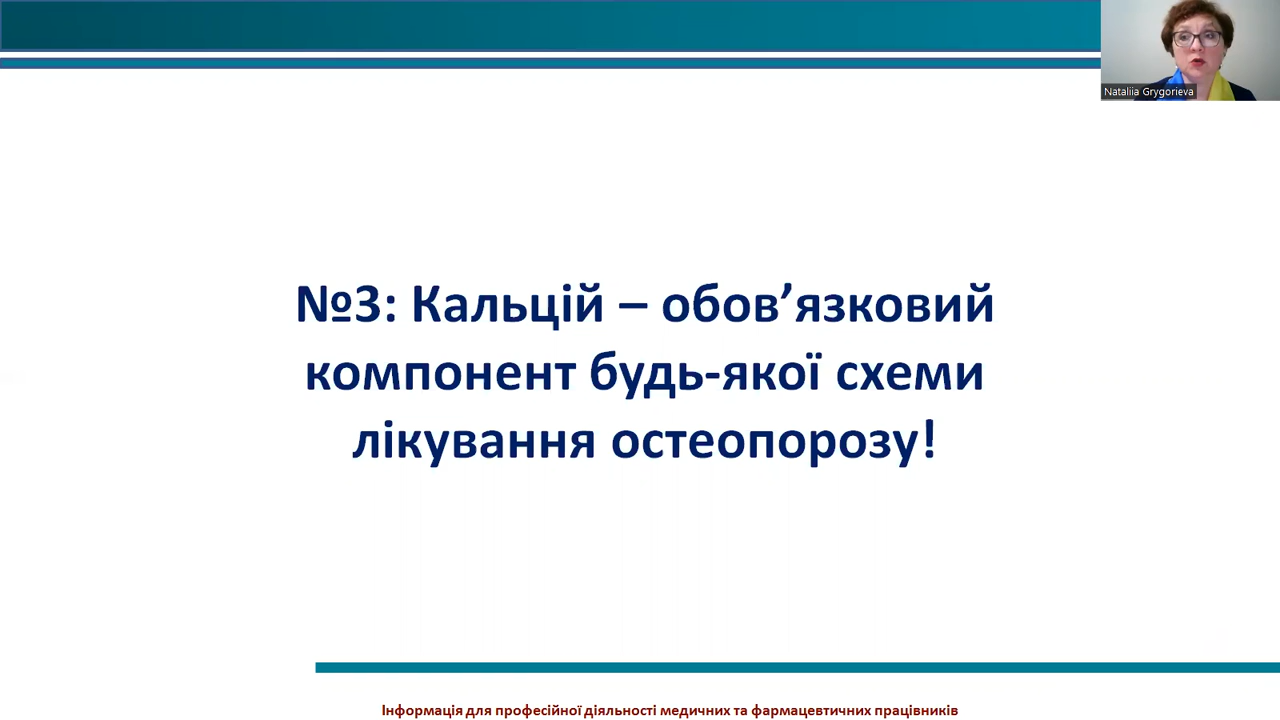 Nataliia Grygorieva
№3: Кальцій – обов’язковий
компонент будь-якої схеми
лікування остеопорозу!
Інформація для професійної діяльності медичних та фармацевтичних працівників